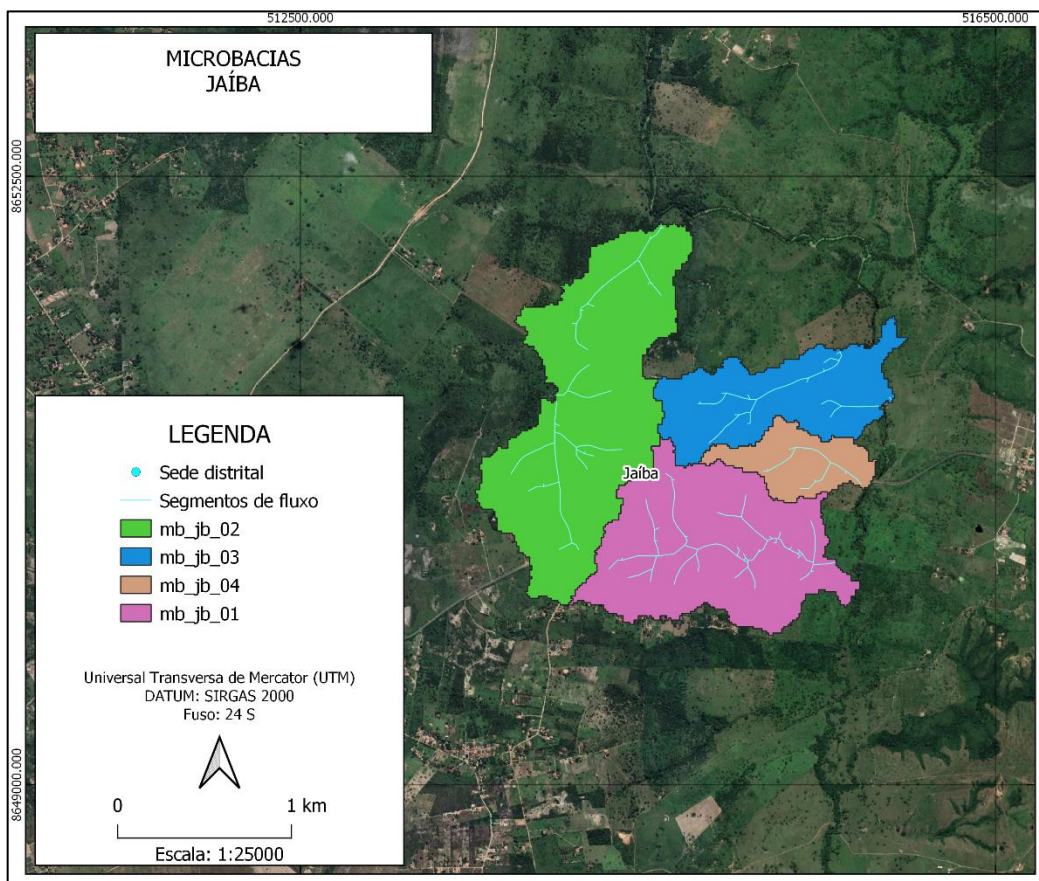 512500.000
516500.000
MICROBACIAS
JAÍBA
8652500.000
Jaíba
LEGENDA
Sede distrital
Segmentos de fluxo
mb_jb_02
mb_jb_03
mb_jb_04
mb_jb_01
Universal Transversa de Mercator (UTM)
DATUM: SIRGAS 2000
Fuso: 24 S
0 1 km
Escala: 1:25000
8649000.000